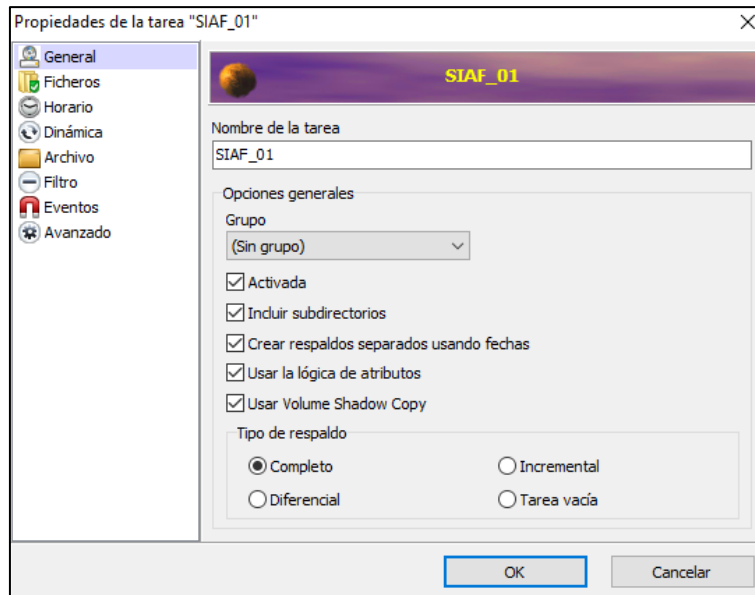 Propiedades de la tarea "SIAF_01"
General
Ficheros
Horario
Dinámica
Archivo
Filtro
Eventos
Avanzado
SIAF_01
Nombre de la tarea
SIAF_01
Opciones generales
Grupo
(Sin grupo)
Activada
Incluir subdirectorios
Crear respaldos separados usando fechas
Usar la lógica de atributos
Usar Volume Shadow Copy
Tipo de respaldo
Completo
Incremental
Diferencial
Tarea vacía
OK
Cancelar